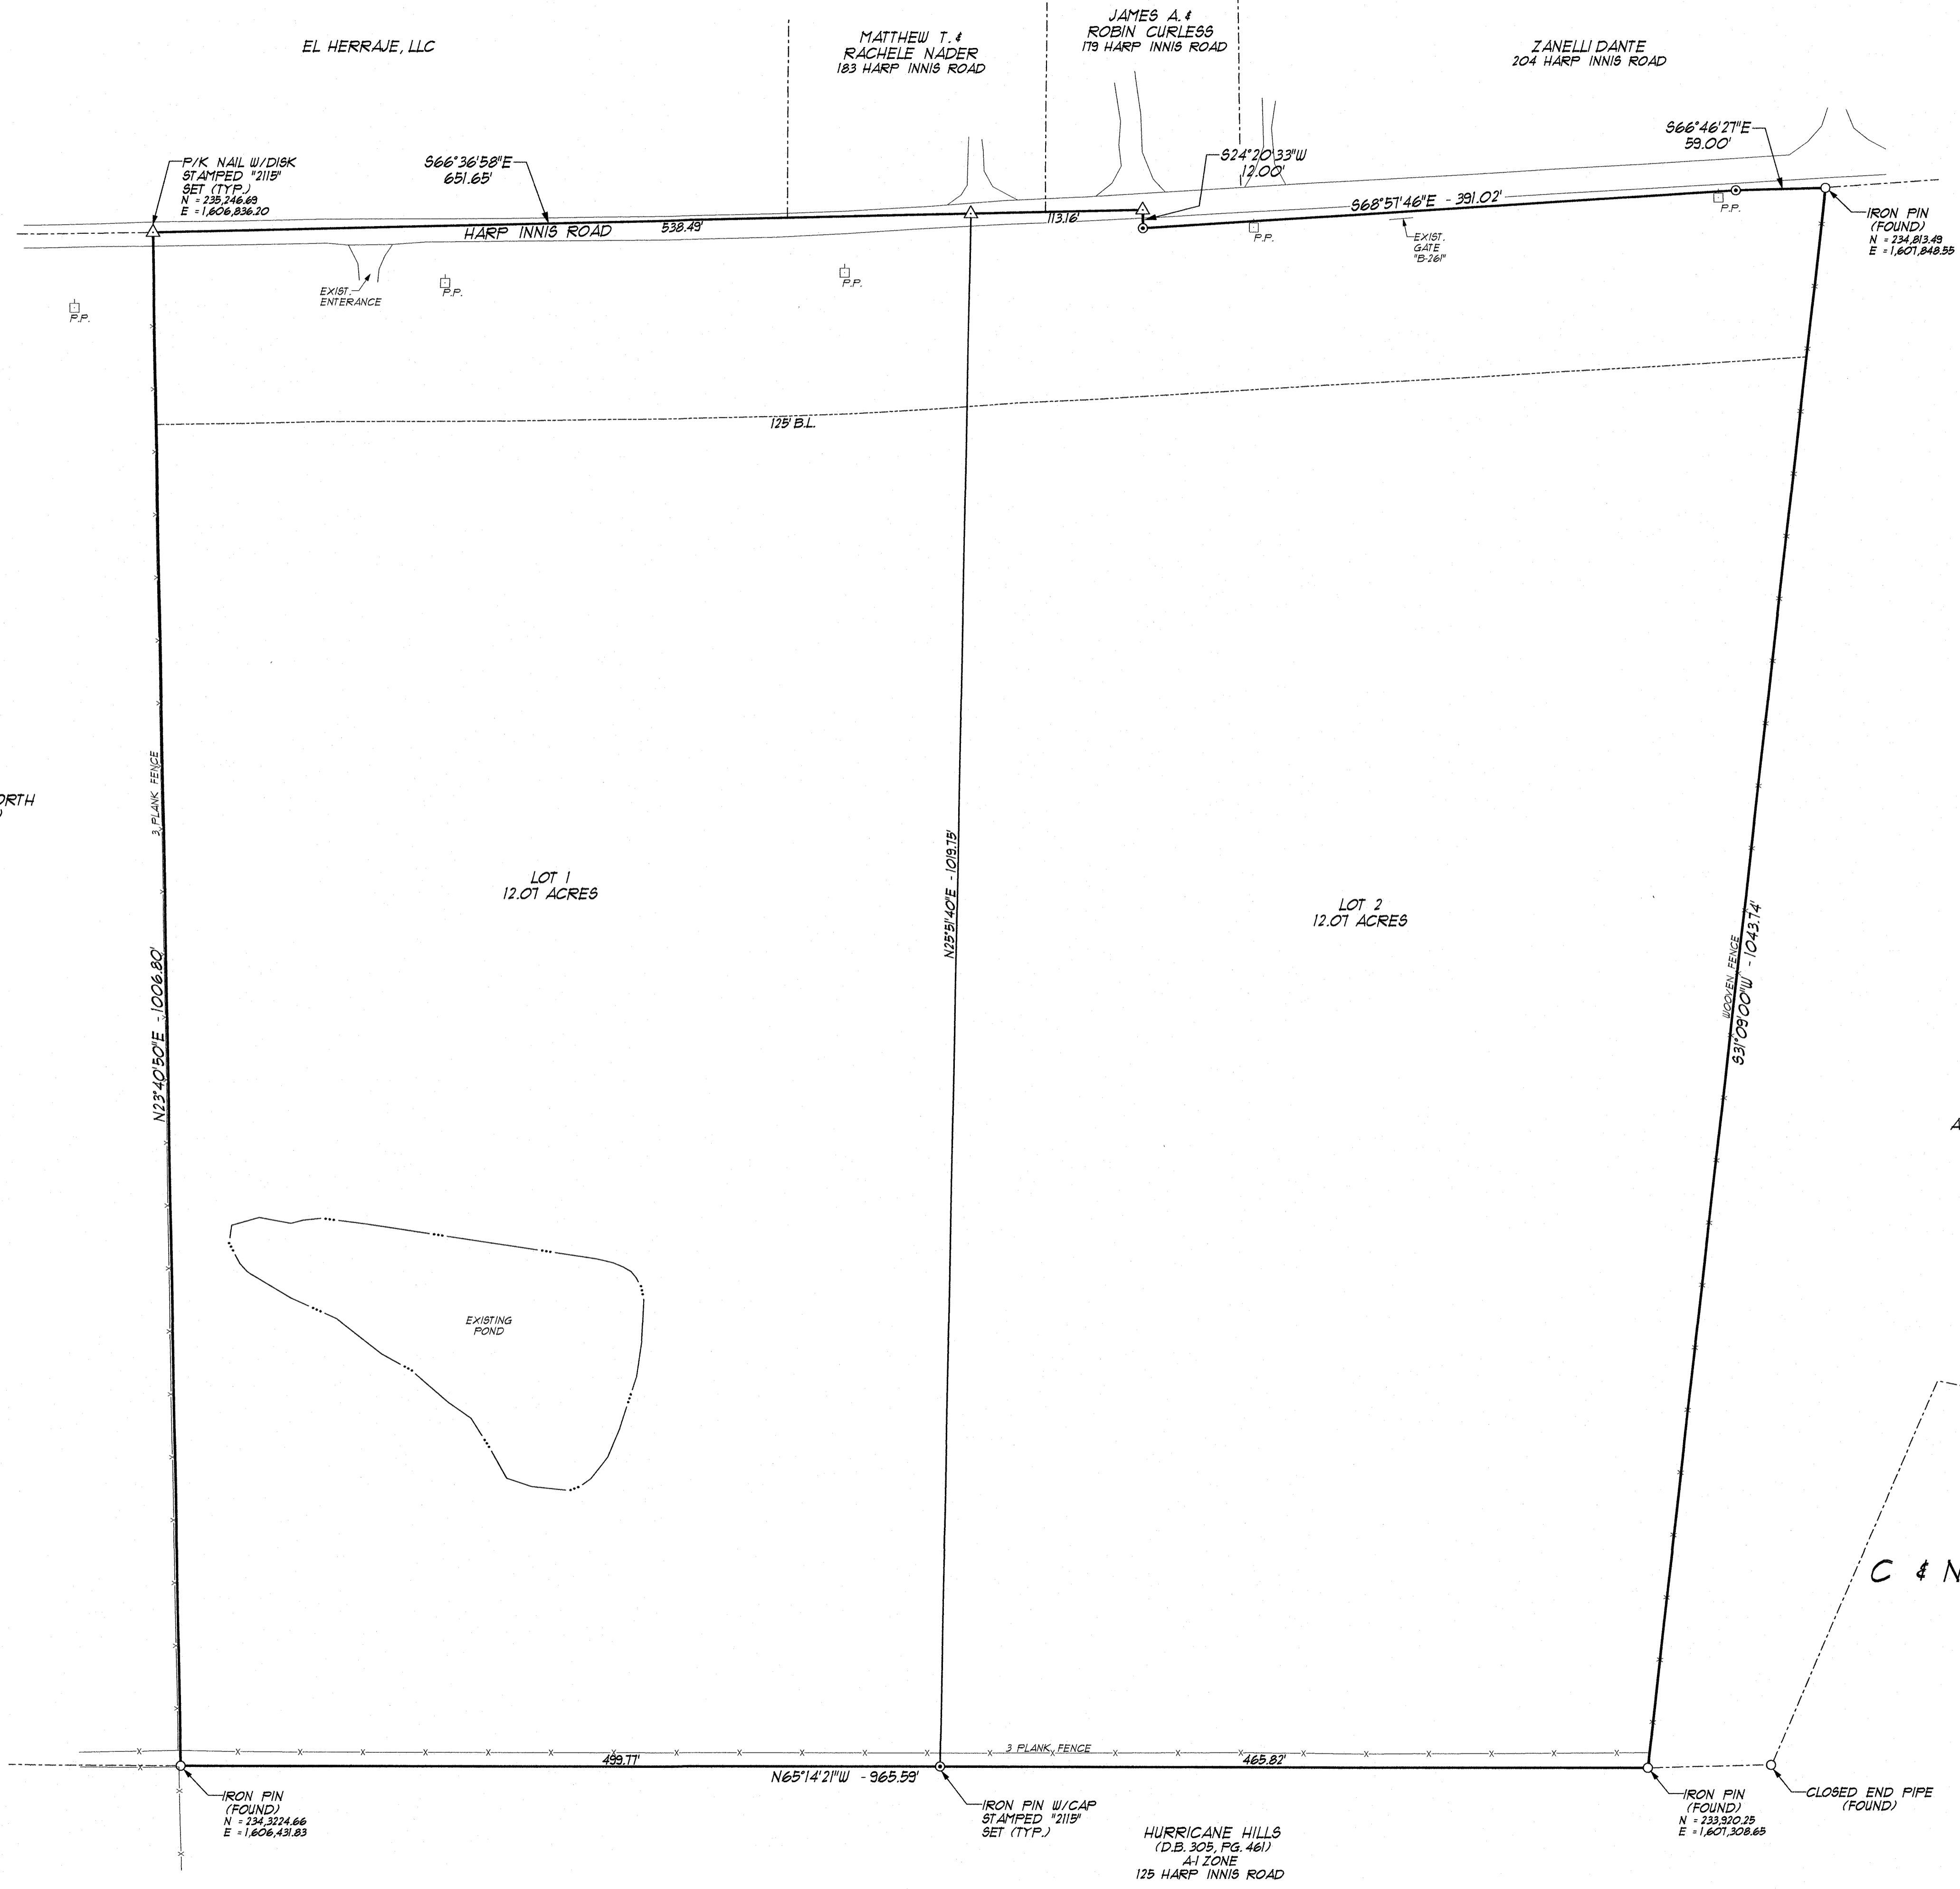 EL HERRAJE, LLC
MATTHEW T. &
RACHELE NADER
183 HARP INNIS ROAD
JAMES A. &
ROBIN CURLESS
179 HARP INNIS ROAD
ZANELLI DANTE
204 HARP INNIS ROAD
P/K NAIL W/DISK
STAMPED "2115"
SET (TYP.)
N = 235,246.69
E = 1,606,836.20
S66°36'58"E
651.65'
S24°20'33"W
12.00'
S66°46'27"E
59.00'
HARP INNIS ROAD
538.49'
113.16'
S68°57'46"E - 391.02'
P.P.
IRON PIN
(FOUND)
N = 234,813.49
E = 1,607,848.55
P.P.
EXIST.
GATE
"B-261"
EXIST.
ENTERANCE
P.P.
P.P.
P.P.
125' B.L.
3 PLANK FENCE
ORTH
LOT 1
12.07 ACRES
N25°51'40"E - 1019.75'
LOT 2
12.07 ACRES
WOOVEN FENCE
S31°09'00"W - 1043.74'
N23°40'50"E - 1006.80'
A
EXISTING
POND
C & N
3 PLANK FENCE
499.77'
465.82'
N65°14'21"W - 965.59'
IRON PIN
(FOUND)
N = 234,3224.66
E = 1,606,431.83
IRON PIN W/CAP
STAMPED "2115"
SET (TYP.)
IRON PIN
(FOUND)
N = 233,920.25
E = 1,607,308.65
CLOSED END PIPE
(FOUND)
HURRICANE HILLS
(D.B. 305, PG. 461)
A-1 ZONE
125 HARP INNIS ROAD